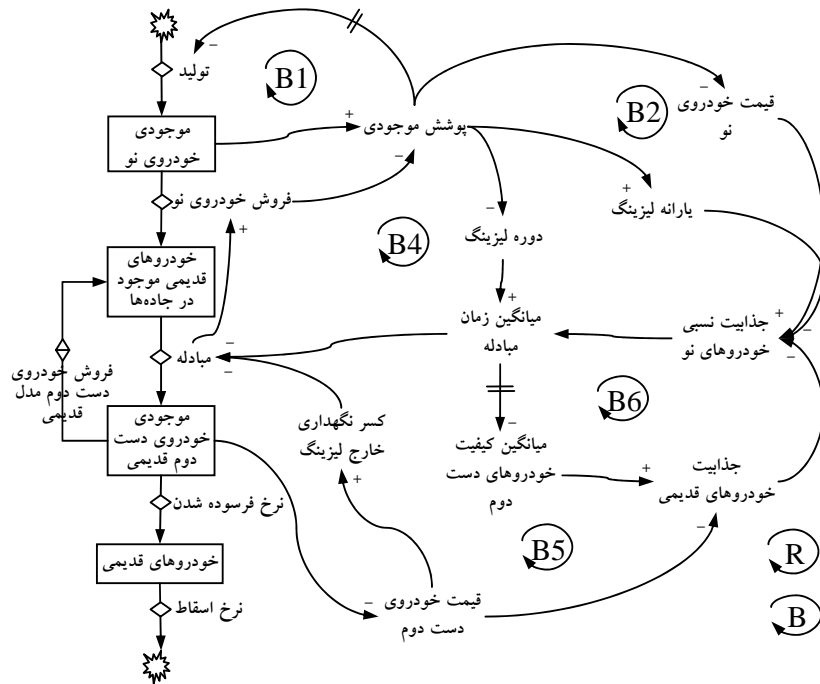 تولید
B1
موجودی
خودروی نو
پوشش موجودی
B2
قیمت خودروی
نو
فروش خودروی نو
یارانه لیزینگ
B4
دوره لیزینگ
خودروهای
قدیمی موجود
در جاده‌ها
میانگین زمان
مبادله
جذابیت نسبی
خودروهای نو
مبادله
فروش خودروی
دست دوم مدل
قدیمی
B6
موجودی
خودروی دست
دوم قدیمی
کسر نگهداری
خارج لیزینگ
میانگین کیفیت
خودروهای دست
دوم
جذابیت
خودروهای قدیمی
نرخ فرسوده شدن
B5
R
خودروهای قدیمی
قیمت خودروی
دست دوم
B
نرخ اسقاط